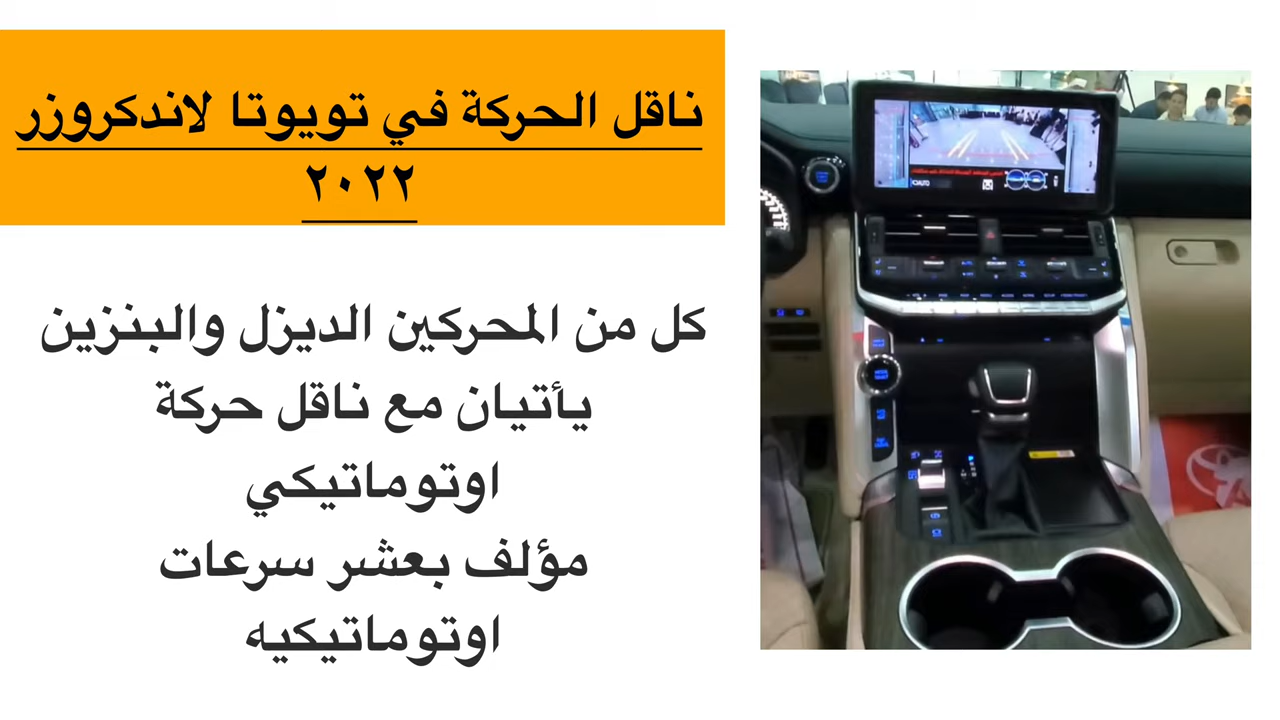 ناقل الحركة في تويوتا لاندكروزر
٢٠٢٢
كل من المحركين الديزل والبنزين
يأتيان مع ناقل حركة
اوتوماتيكي
مؤلف بعشر سرعات
اوتوماتيكيه